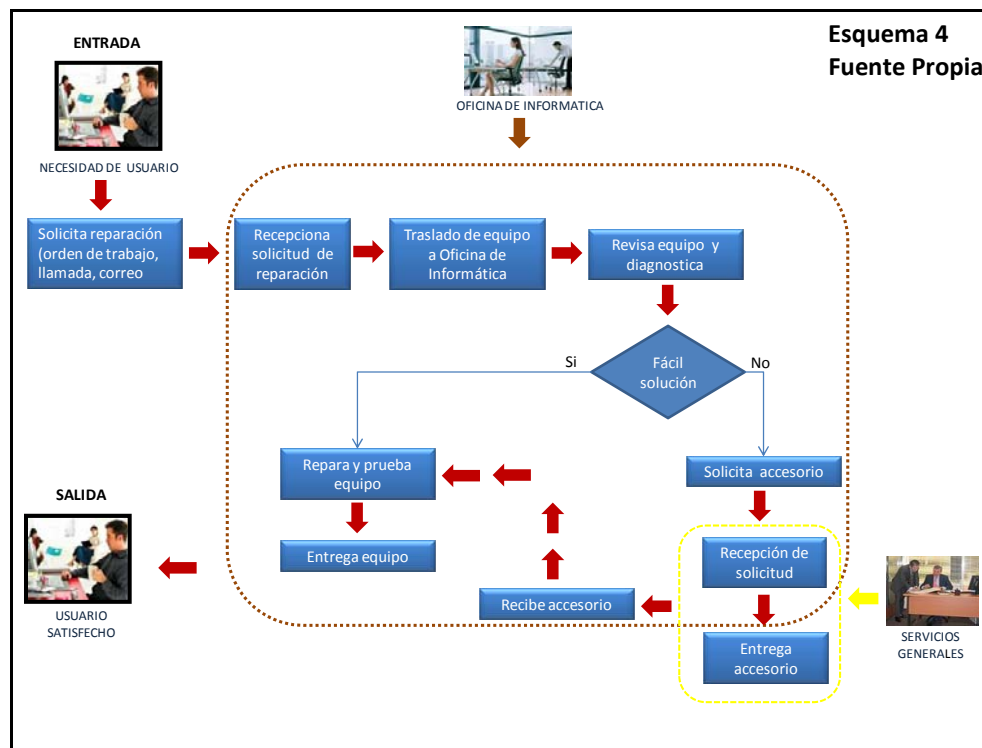 Esquema 4
Fuente Propia
ENTRADA
OFICINA DE INFORMATICA
NECESIDAD DE USUARIO
Solicita reparación
(orden de trabajo,
llamada, correo
Recepciona
solicitud de
reparación
Traslado de equipo
a Oficina de
Informática
Revisa equipo y
diagnostica
Fácil
solución
Si
No
Repara y prueba
equipo
Solicita accesorio
SALIDA
Entrega equipo
Recepción de
solicitud
Recibe accesorio
USUARIO
SATISFECHO
SERVICIOS
GENERALES
Entrega
accesorio